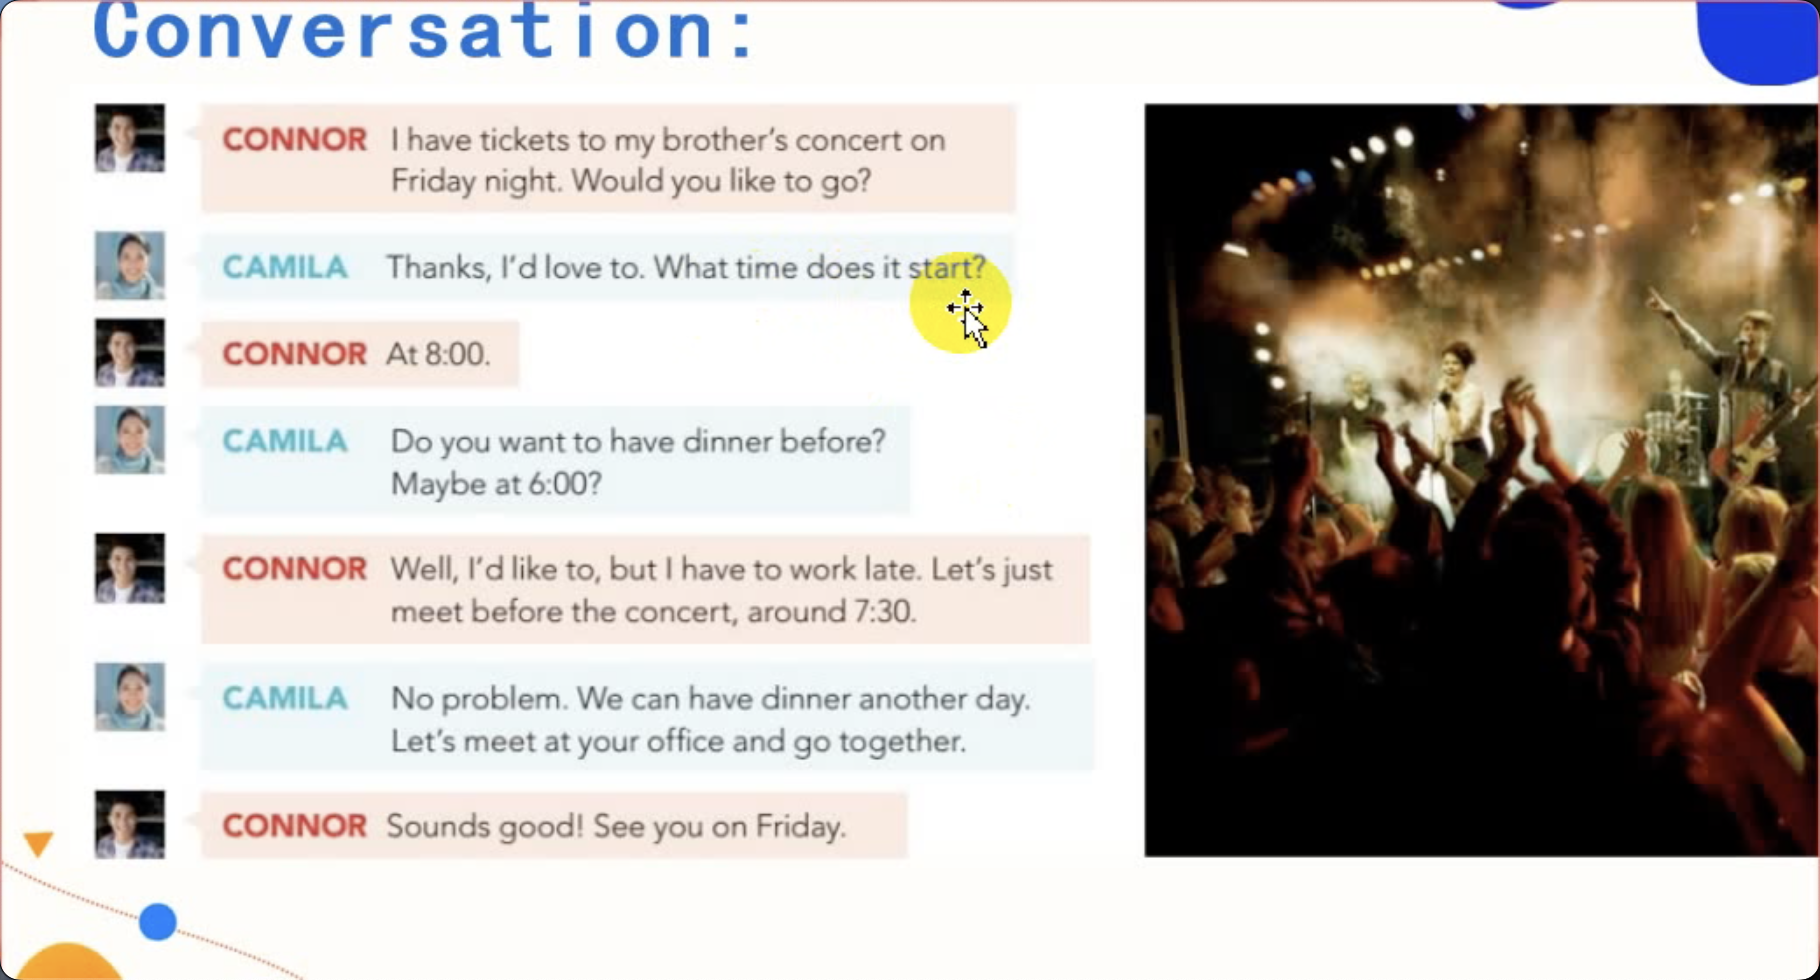 Conversation:
CONNOR I have tickets to my brother's concert on
Friday night. Would you like to go?
CAMILA Thanks, I'd love to. What time does it start?
CONNOR At 8:00.
CAMILA Do you want to have dinner before?
Maybe at 6:00?
CONNOR Well, I'd like to, but I have to work late. Let's just
meet before the concert, around 7:30.
CAMILA No problem. We can have dinner another day.
Let's meet at your office and go together.
CONNOR Sounds good! See you on Friday.